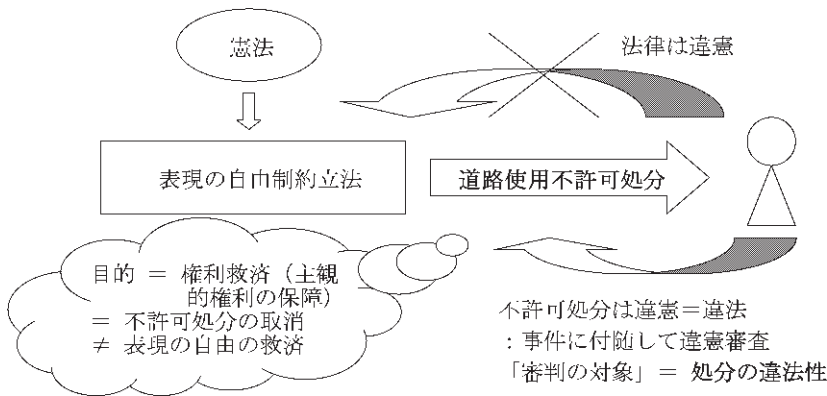 憲法
法律は違憲
表現の自由制約立法
道路使用不許可処分
目的 = 権利救済（主観
的権利の保障）
= 不許可処分の取消
≠ 表現の自由の救済
不許可処分は違憲＝違法
：事件に付随して違憲審査
「審判の対象」= 処分の違法性